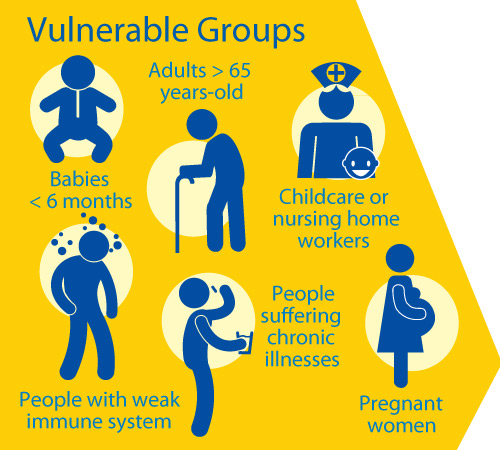 Vulnerable Groups
Adults > 65
years-old
Babies
< 6 months
Childcare or
nursing home
workers
People with weak
immune system
People
suffering
chronic
illnesses
Pregnant
women